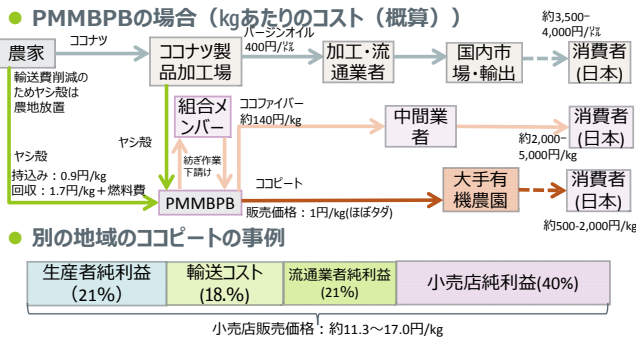 PMMBPBの場合（㎏あたりのコスト（概算））
ココナツ
バージンオイル
400円/㍑
約3,500-
4,000円/㍑
農家
ココナツ製
品加工場
加工・流
通業者
国内市
場・輸出
消費者
(日本)
輸送費削減の
ためヤシ殻は
農地放置
組合メ
ンバー
ココファイバー
約140円/kg
中間業
者
消費者
(日本)
ヤシ殻
約2,000-
5,000円/kg
紡ぎ作業
下請け
ヤシ殻
持込み：0.9円/kg
回収：1.7円/kg＋燃料費
ココピート
PMMBPB
販売価格：1円/kg(ほぼタダ)
大手有
機農園
消費者
(日本)
約500-2,000円/kg
別の地域のココピートの事例
生産者純利益
（21%）
輸送コスト
(18.%)
流通業者純利益
(21%)
小売店純利益(40%)
小売店販売価格：約11.3～17.0円/kg